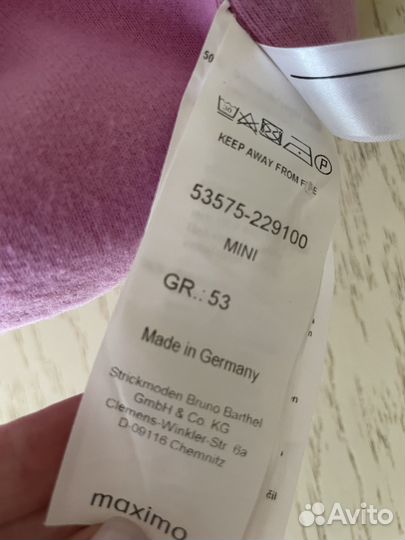 50
30
P
KEEP AWAY FROM FIRE
53575-229100
MINI
GR.: 53
Made in Germany
Strickmoden Bruno Barthel
GmbH & Co. KG
Clemens-Winkler-Str. 6a
D-09116 Chemnitz
maximo
Avito